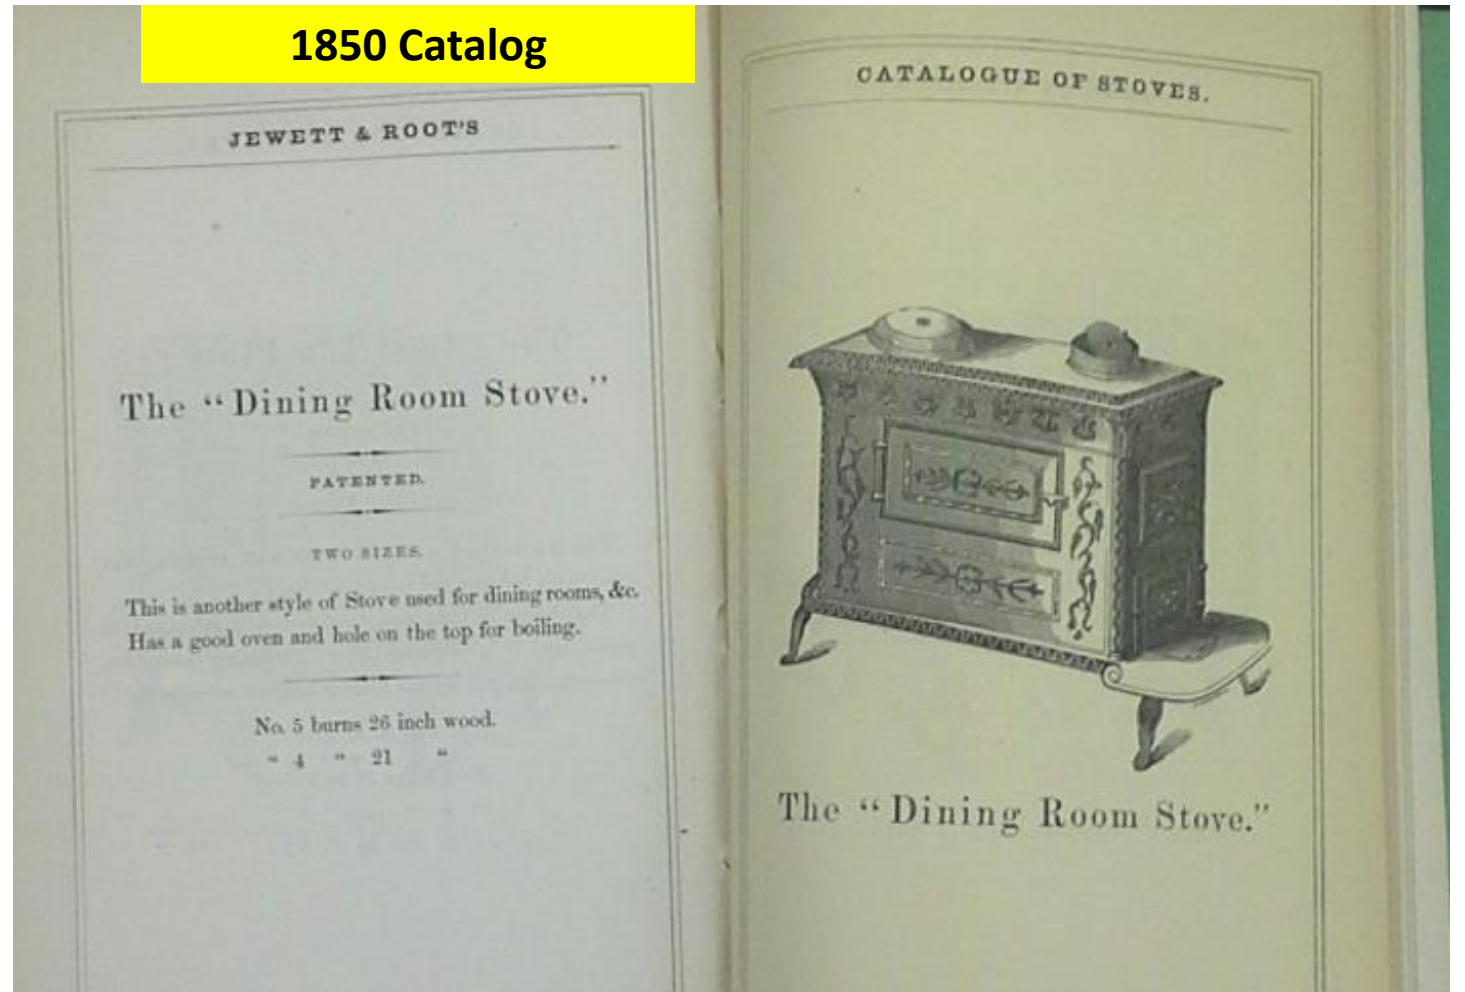 1850 Catalog
JEWETT & ROOT'S
The “Dining Room Stove.”
PATENTED.
TWO SIZES.
This is another style of Stove used for dining rooms, &c.
Has a good oven and hole on the top for boiling.
No. 5 burns 26 inch wood.
“ 4 “ 21 “
CATALOGUE OF STOVES.
The “Dining Room Stove.”